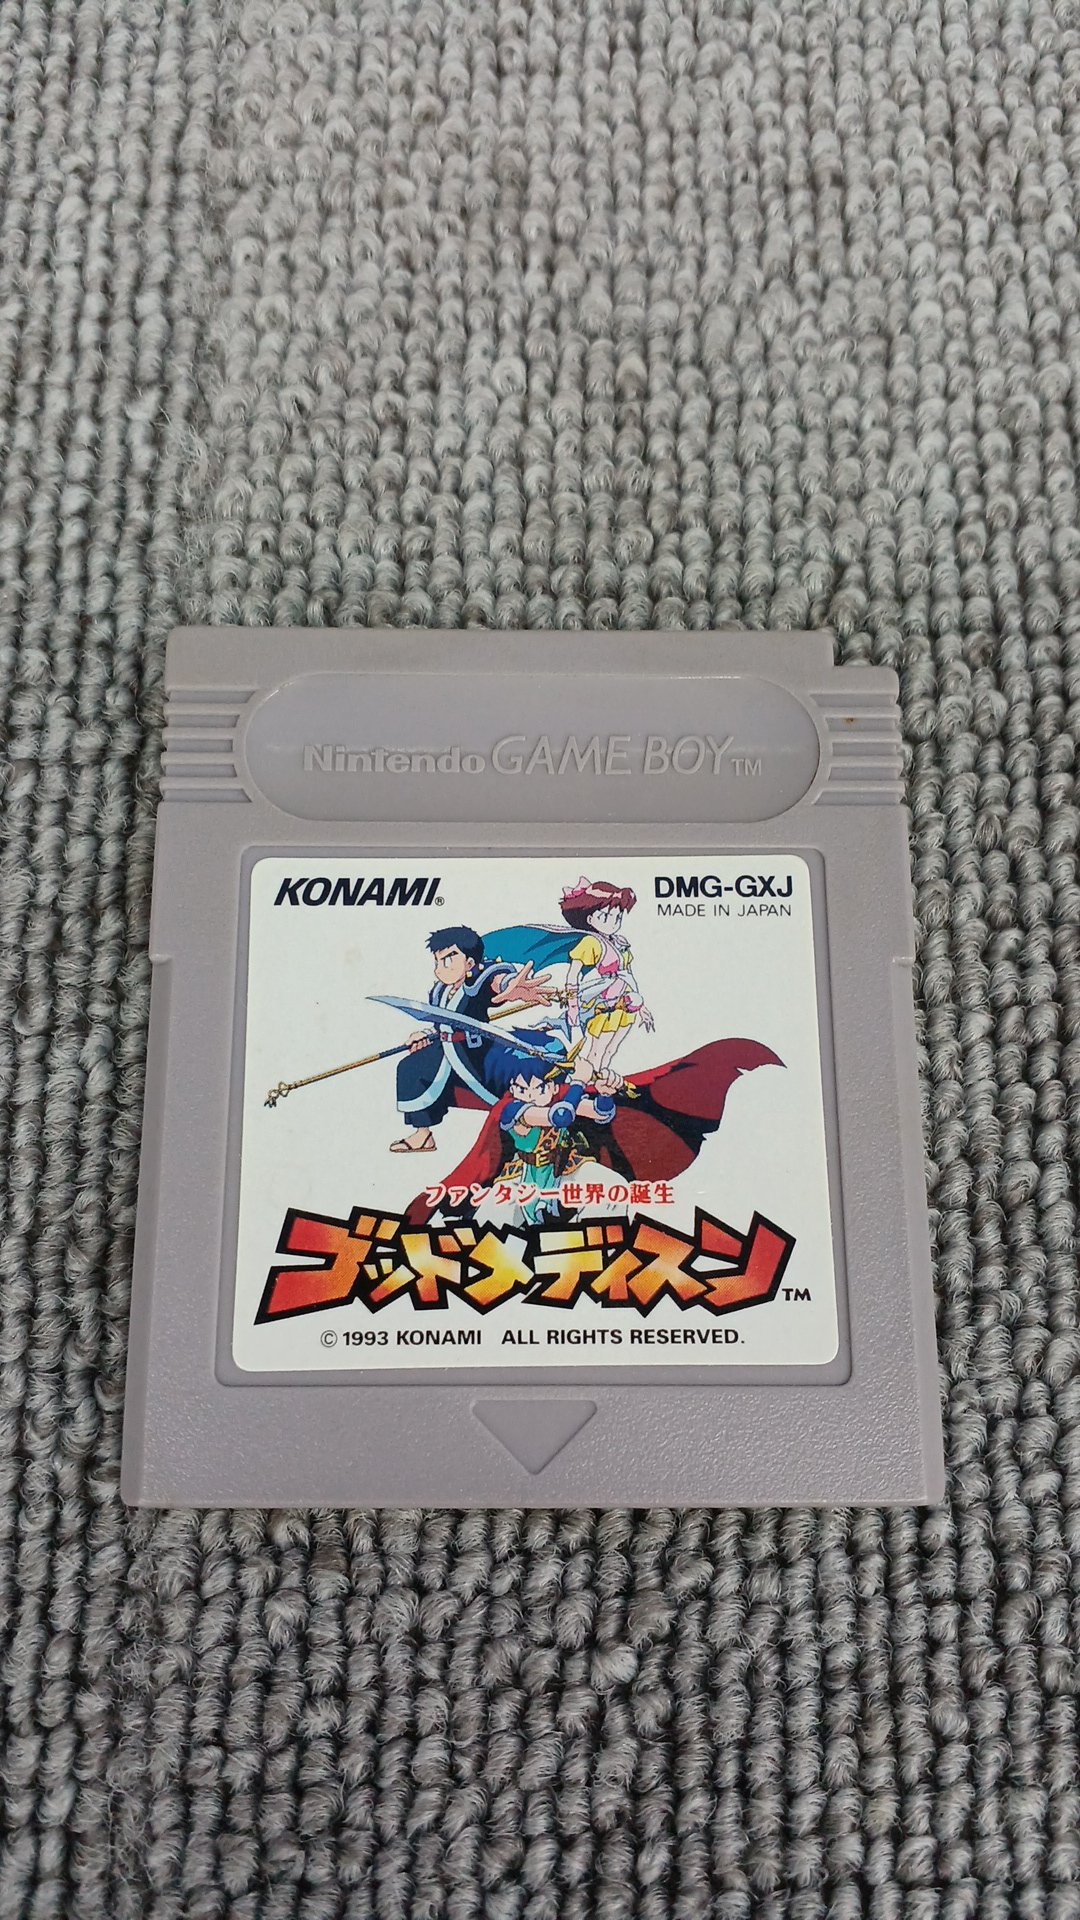 Nintendo GAME BOY TM
KONAMI®
DMG-GXJ
MADE IN JAPAN
ファンタジー世界の誕生
ゴッドメディスン TM
© 1993 KONAMI ALL RIGHTS RESERVED.